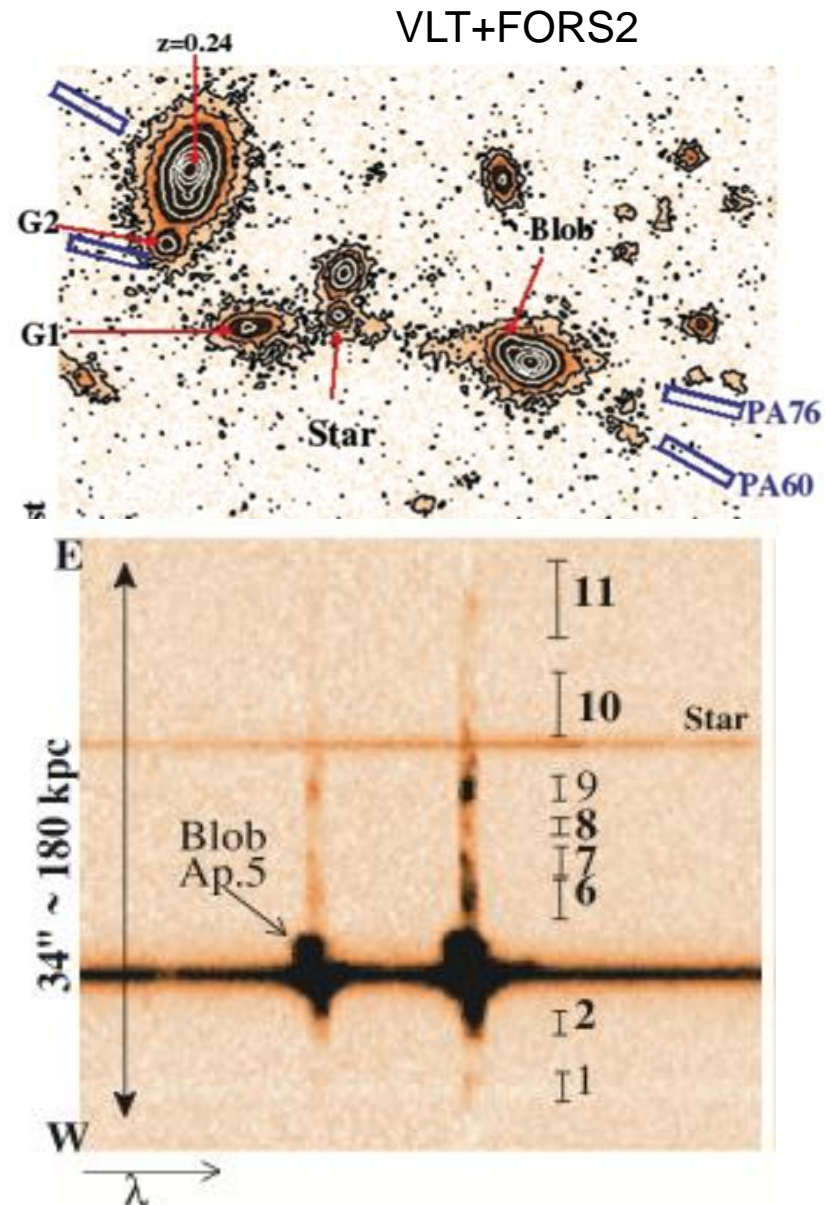 VLT+FORS2
z=0.24
G2
Blob
G1
Star
PA76
PA60
st
E
11
10
Star
9
Blob
Ap.5
8
7
6
34" ~ 180 kpc
2
1
W
λ